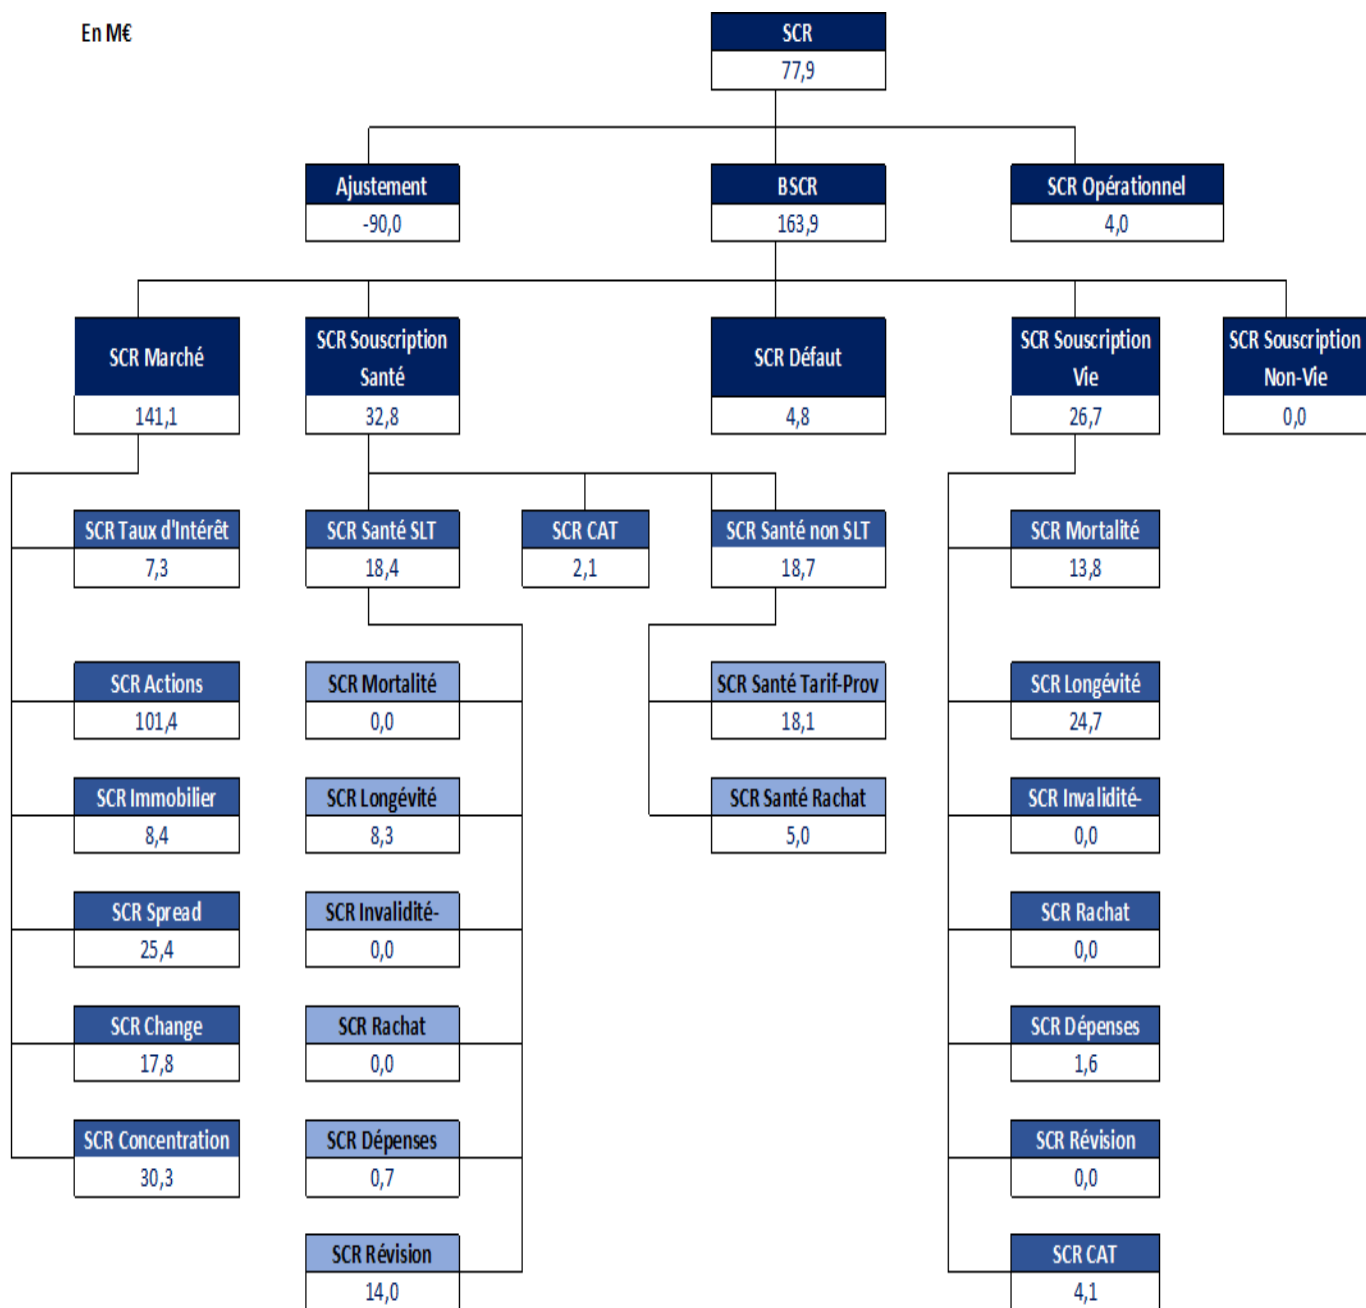 En M€
SCR
77,9
Ajustement
-90,0
BSCR
163,9
SCR Opérationnel
4,0
SCR Marché
141,1
SCR Souscription
Santé
32,8
SCR Défaut
4,8
SCR Souscription
Vie
26,7
SCR Souscription
Non-Vie
0,0
SCR Taux d'Intérêt
7,3
SCR Santé SLT
18,4
SCR CAT
2,1
SCR Santé non SLT
18,7
SCR Mortalité
13,8
SCR Actions
101,4
SCR Mortalité
0,0
SCR Santé Tarif-Prov
18,1
SCR Longévité
24,7
SCR Immobilier
8,4
SCR Longévité
8,3
SCR Santé Rachat
5,0
SCR Invalidité-
0,0
SCR Spread
25,4
SCR Invalidité-
0,0
SCR Rachat
0,0
SCR Change
17,8
SCR Rachat
0,0
SCR Dépenses
1,6
SCR Concentration
30,3
SCR Dépenses
0,7
SCR Révision
0,0
SCR Révision
14,0
SCR CAT
4,1